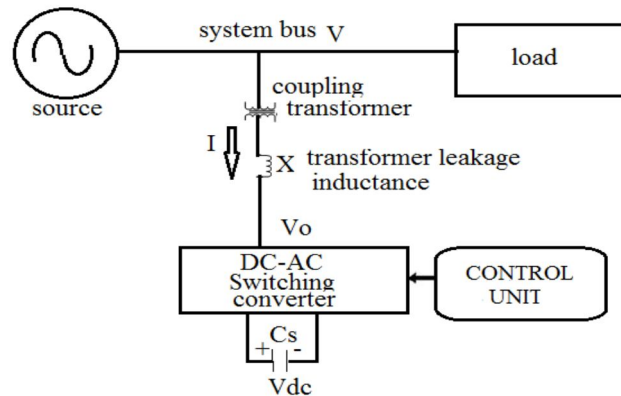 system bus V
source
load
coupling
transformer
I
X
transformer leakage
inductance
Vo
DC-AC
Switching
converter
CONTROL
UNIT
Cs
+ -
Vdc